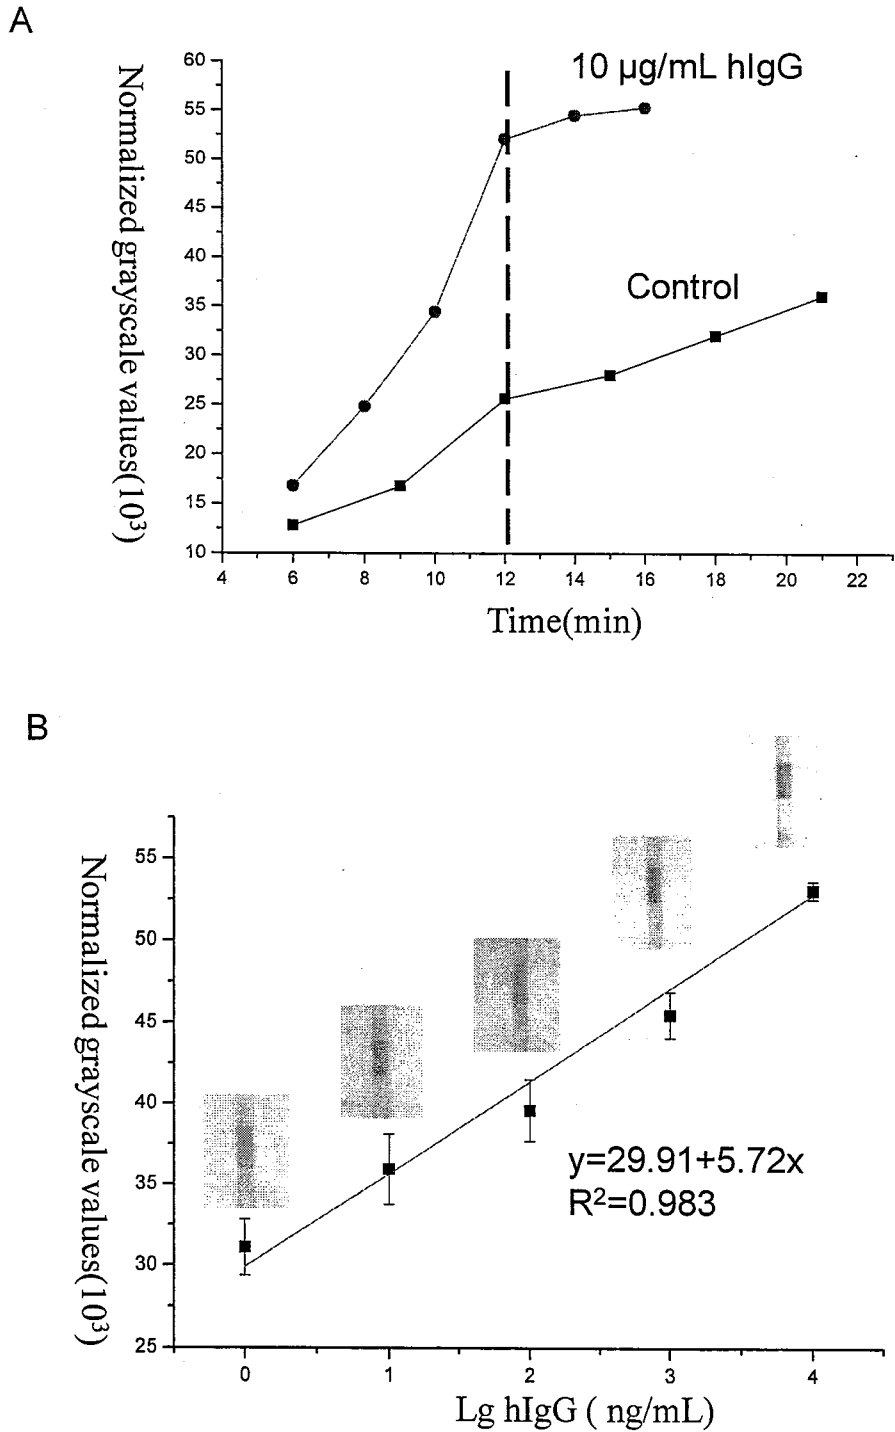 A
10 µg/mL hIgG
Control
Normalized grayscale values(10³)
60
55
50
45
40
35
30
25
20
15
10
4 6 8 10 12 14 16 18 20 22
Time(min)
B
Normalized grayscale values(10³)
55
50
45
40
35
30
25
y=29.91+5.72x
R²=0.983
0 1 2 3 4
Lg hIgG ( ng/mL)